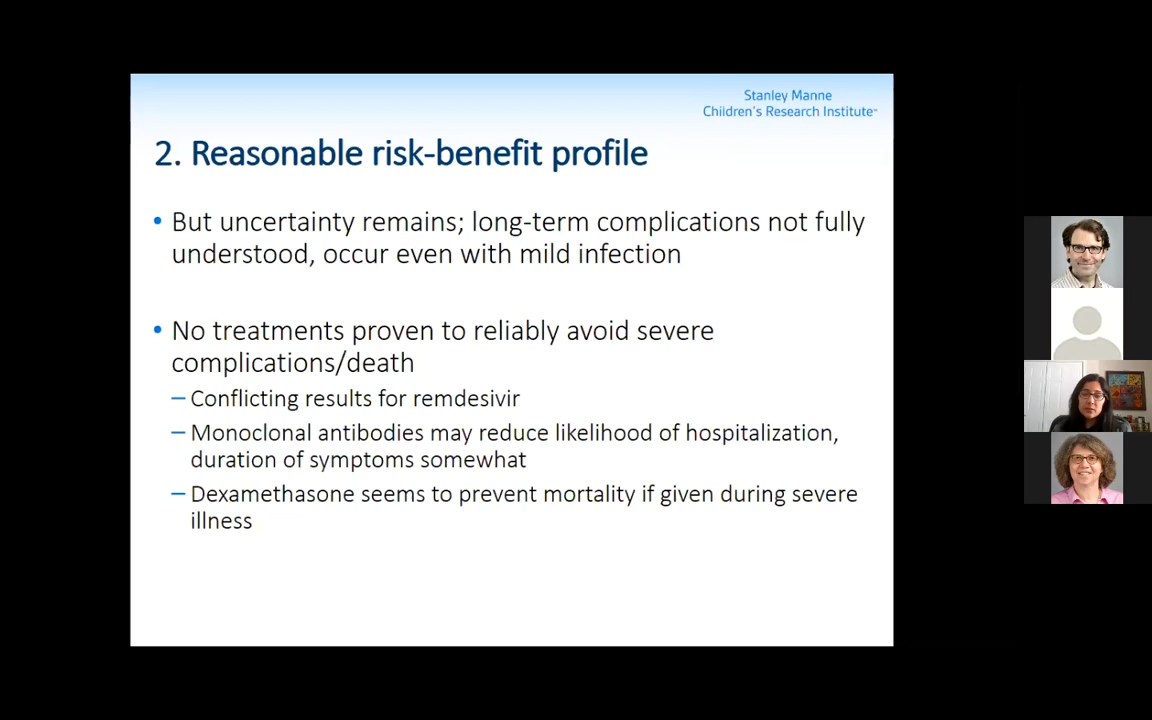 Stanley Manne
Children's Research Institute™
2. Reasonable risk-benefit profile
• But uncertainty remains; long-term complications not fully
understood, occur even with mild infection
• No treatments proven to reliably avoid severe
complications/death
– Conflicting results for remdesivir
– Monoclonal antibodies may reduce likelihood of hospitalization,
duration of symptoms somewhat
– Dexamethasone seems to prevent mortality if given during severe
illness